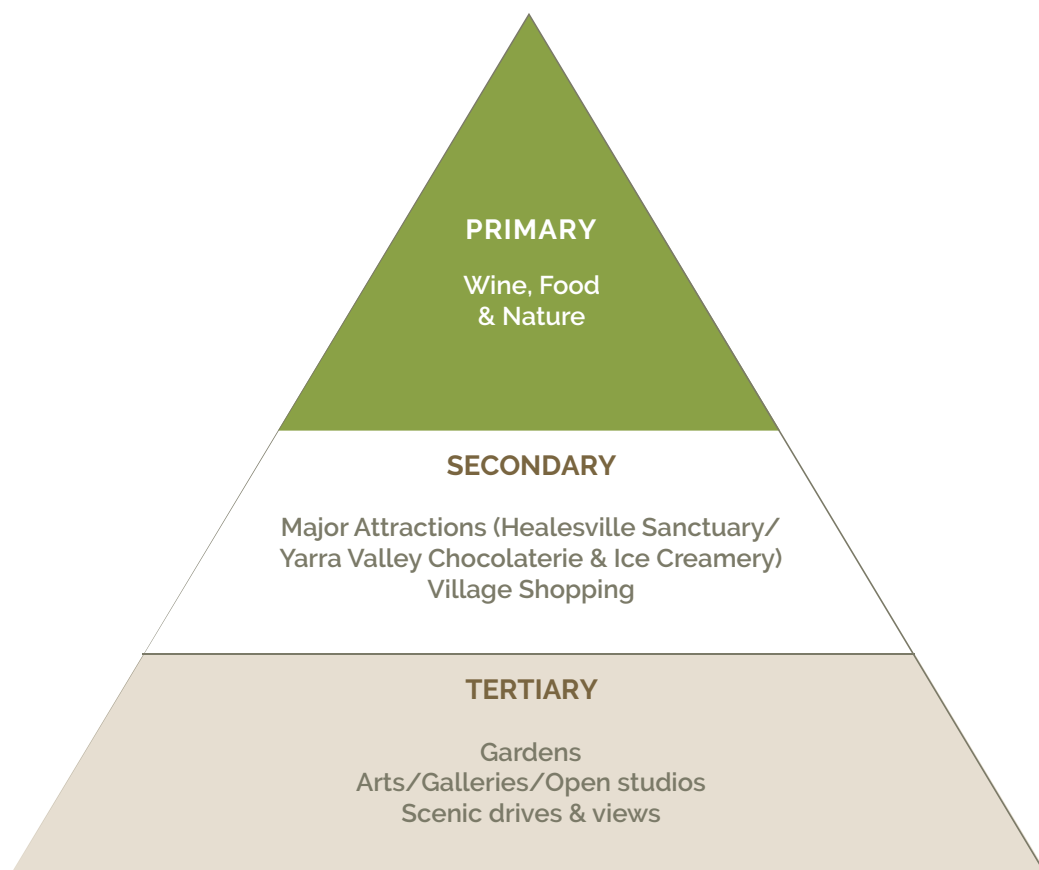 PRIMARY
Wine, Food
& Nature
SECONDARY
Major Attractions (Healesville Sanctuary/
Yarra Valley Chocolaterie & Ice Creamery)
Village Shopping
TERTIARY
Gardens
Arts/Galleries/Open studios
Scenic drives & views